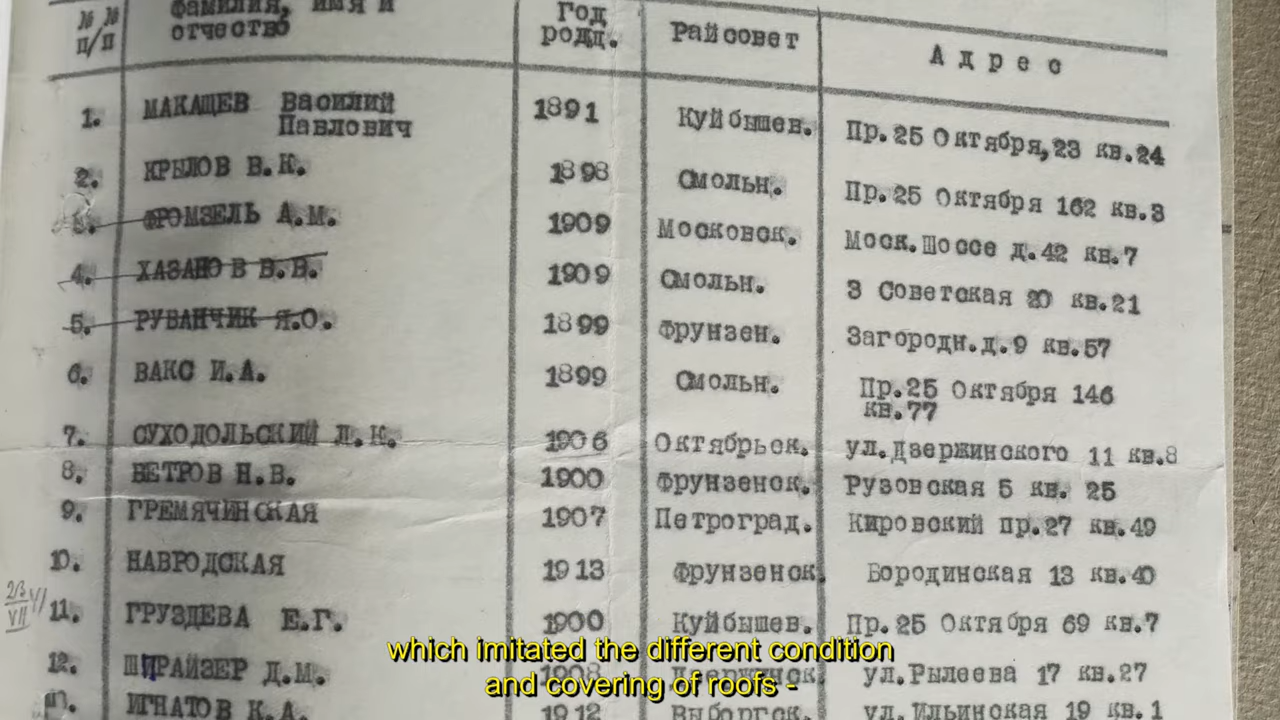 № № п/п фамилия, имя и отчество Год рожд. Райсовет Адрес
1. МАКАЩЕВ Василий Павлович 1891 Куйбышев. Пр.25 Октября,23 кв.24
2. КРЫЛОВ В.К. 1898 Смольн. Пр.25 Октября 162 кв.3
3. ФРОМЗЕЛЬ А.М. 1909 Московск. Моск.Шоссе д.42 кв.7
4. ХАЗАНОВ В.В. 1909 Смольн. 3 Советская 20 кв.21
5. РУВАНЧИК Я.О. 1899 Фрунзен. Загородн.д.9 кв.57
6. ВАКС И.А. 1899 Смольн. Пр.25 Октября 146 кв.77
7. СУХОДОЛЬСКИЙ Л.К. 1906 Октябрьск. ул.Дзержинского 11 кв.8
8. ВЕТРОВ Н.В. 1900 Фрунзенск. Рузовская 5 кв. 25
9. ГРЕМЯЧИНСКАЯ 1907 Петроград. Кировский пр.27 кв.49
10. НАВРОДСКАЯ 1913 Фрунзенск. Бородинская 13 кв.40
11. ГРУЗДЕВА Е.Г. 1900 Куйбышев. Пр.25 Октября 69 кв.7
12. ШРАЙЗЕР Д.М. 1908 Дзержинск. ул.Рылеева 17 кв.27
ИГНАТОВ К.А. 1912 Выборгск. ул.Ильинская 19 кв.1
which imitated the different condition
and covering of roofs -